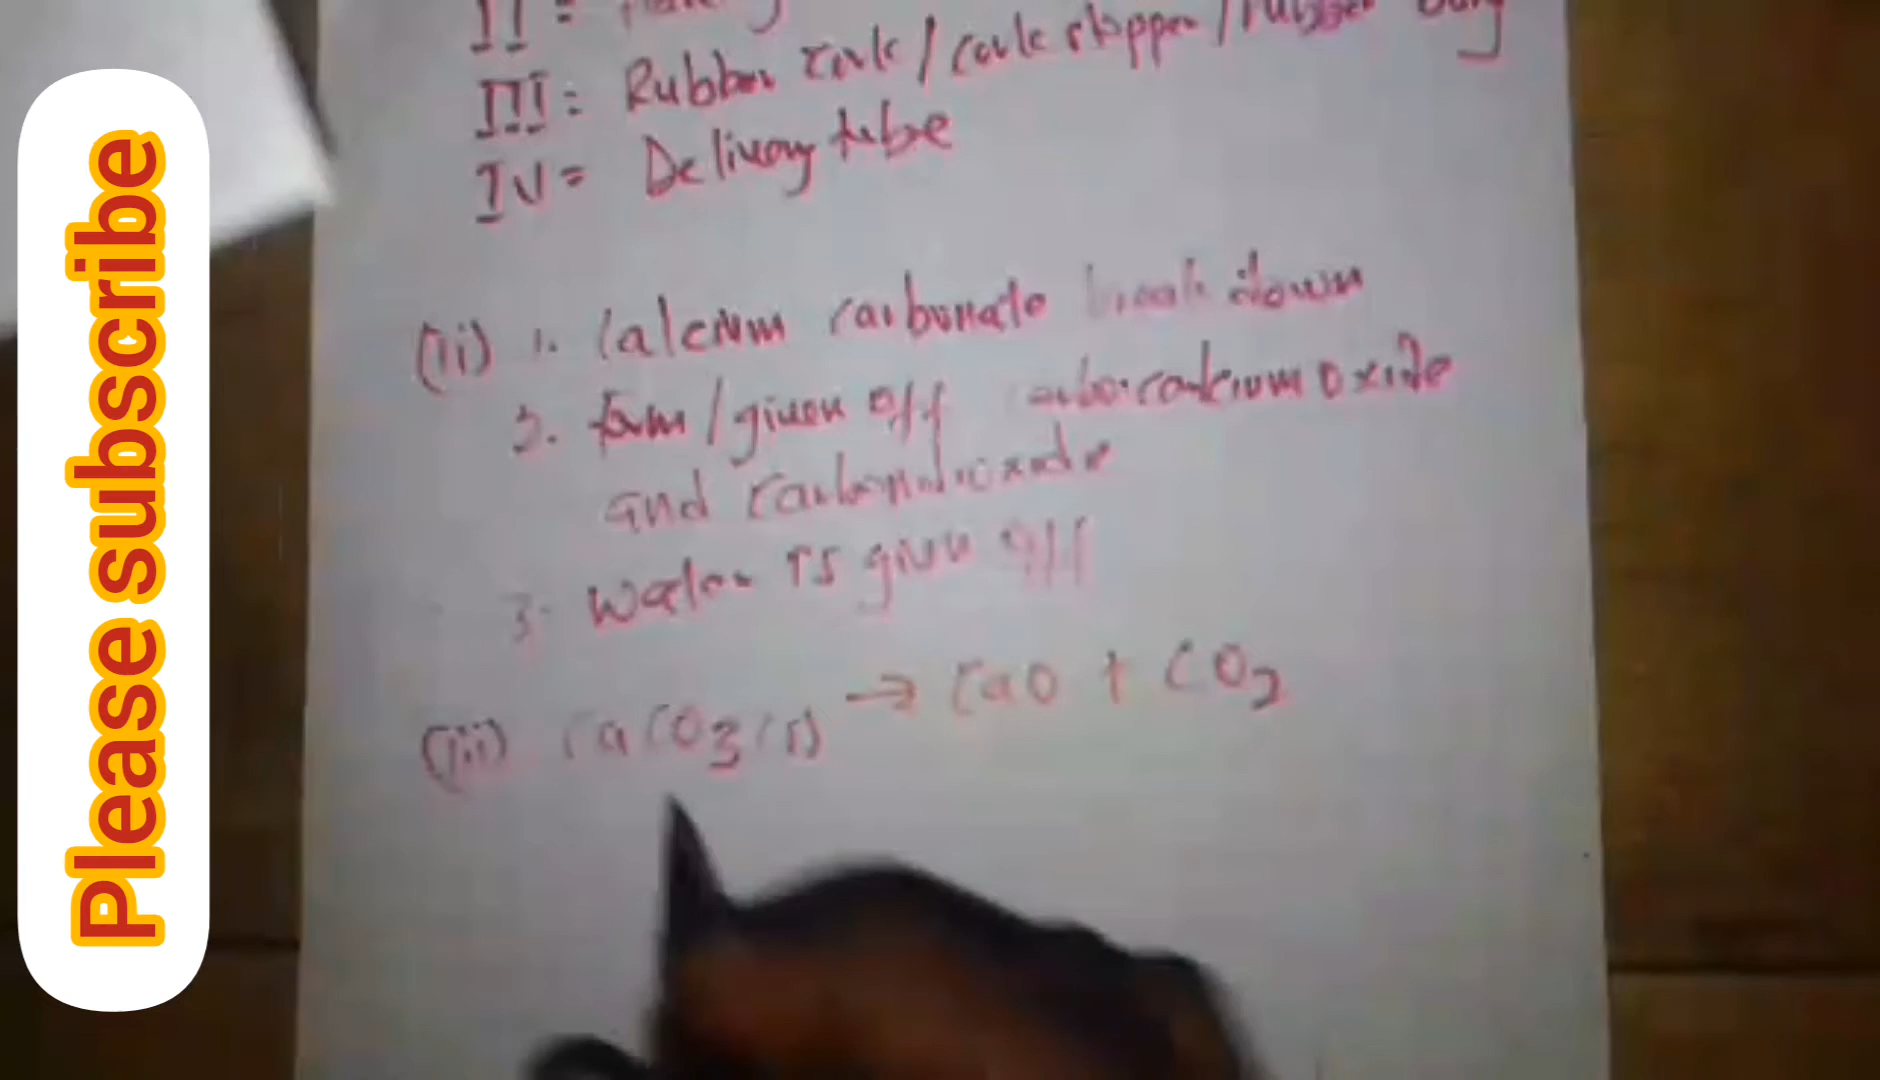 II =
III = Rubber cork / cork stopper / rubber bung
IV = Delivery tube
(ii) 1. Calcium carbonate break down
2. form / given off calcium oxide
and carbondioxide
3. Water is given off
(iii) CaCO3(s) → CaO + CO2
Please subscribe